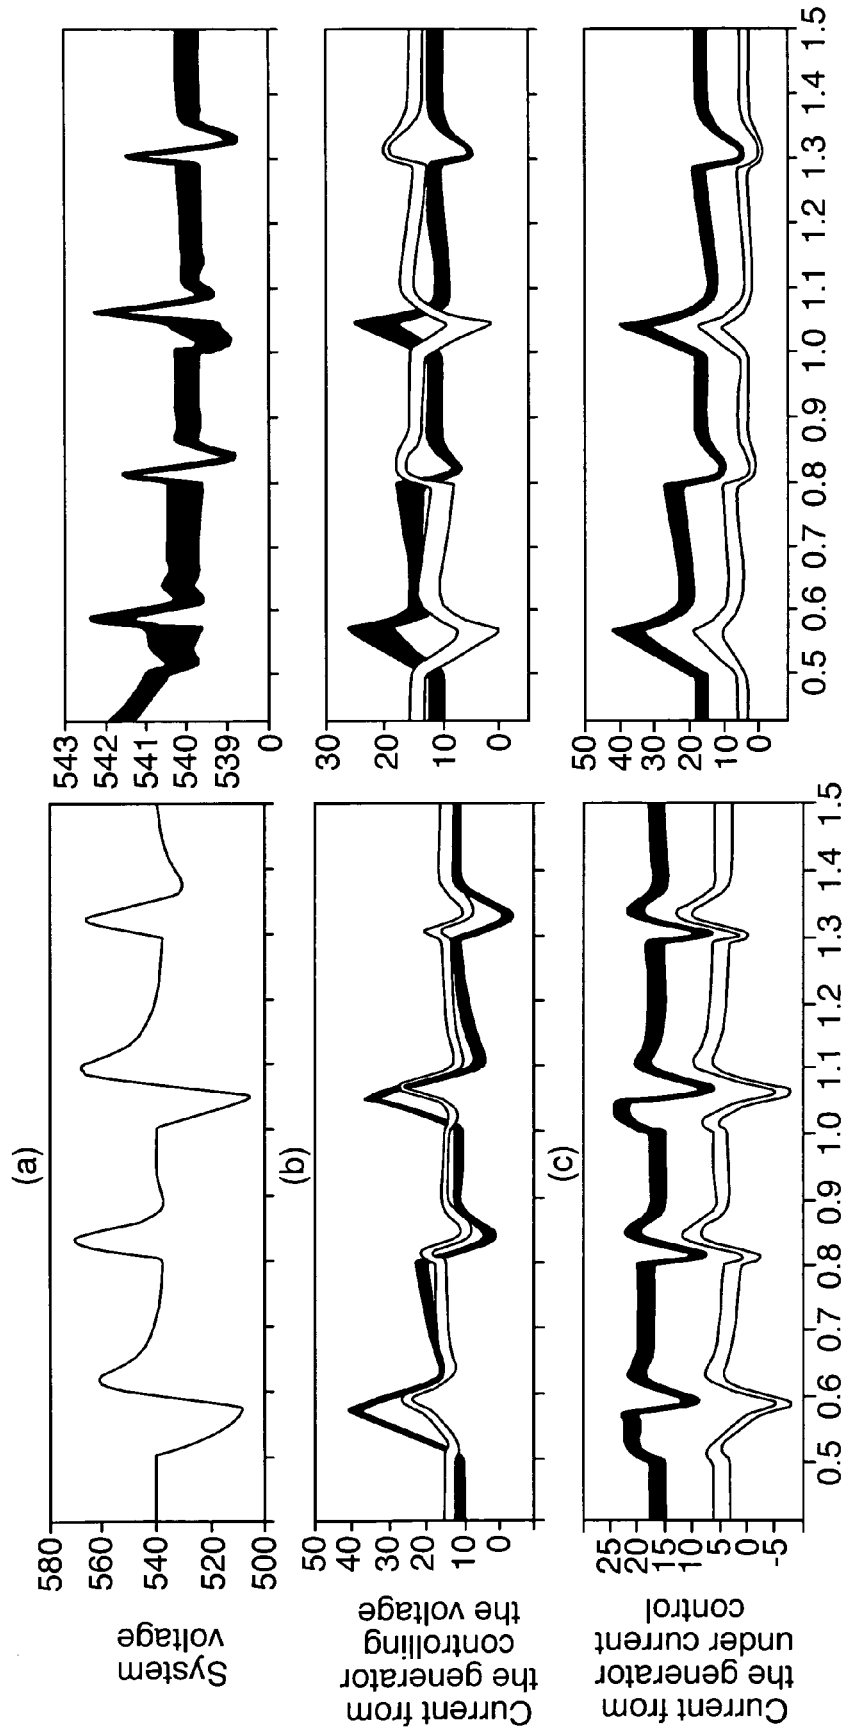 (a)
System
voltage
580
560
540
520
500
543
542
541
540
539
0
(b)
Current from
the generator
controlling
the voltage
50
40
30
20
10
0
30
20
10
0
(c)
Current from
the generator
under current
control
25
20
15
10
5
0
-5
50
40
30
20
10
0
0.5 0.6 0.7 0.8 0.9 1.0 1.1 1.2 1.3 1.4 1.5
0.5 0.6 0.7 0.8 0.9 1.0 1.1 1.2 1.3 1.4 1.5